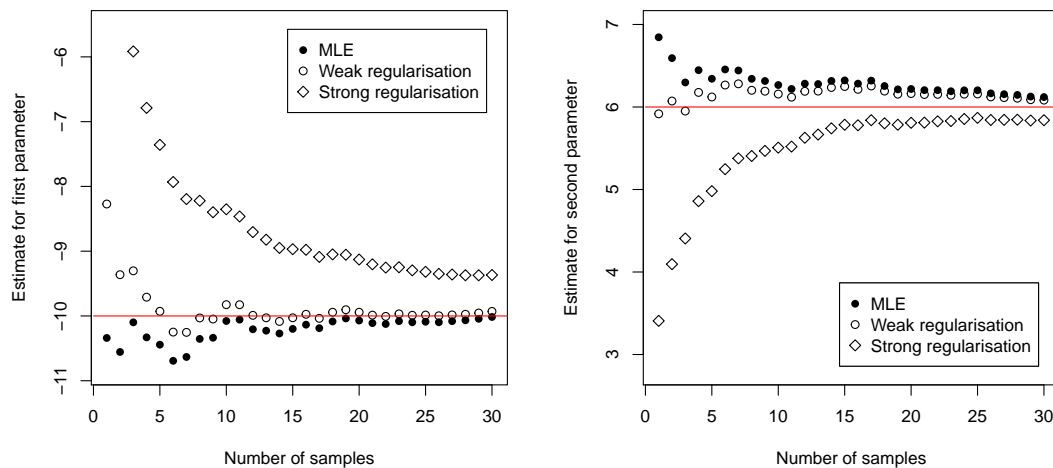 Estimate for first parameter
−6
−7
−8
−9
−10
−11
0
5
10
15
20
25
30
Number of samples
MLE
Weak regularisation
Strong regularisation
Estimate for second parameter
7
6
5
4
3
0
5
10
15
20
25
30
Number of samples
MLE
Weak regularisation
Strong regularisation